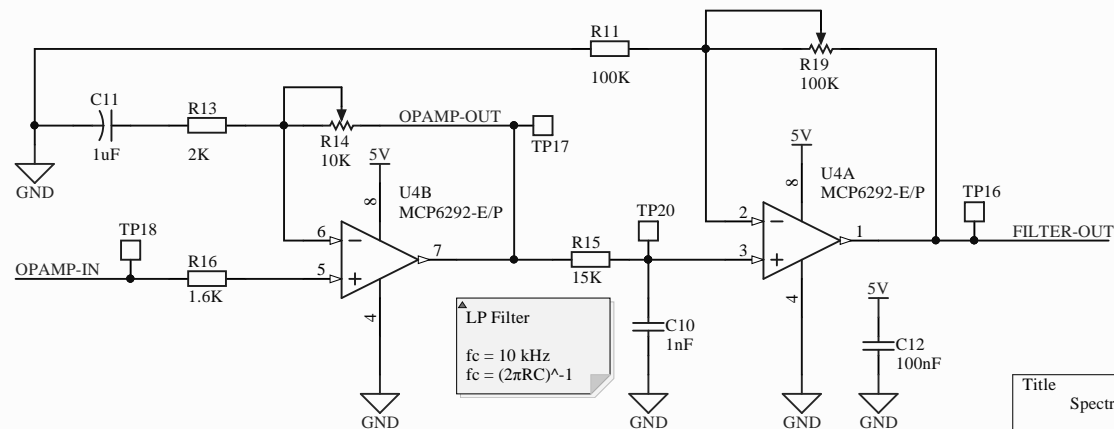 R11
100K
R19
100K
C11
1uF
R13
2K
R14
10K
OPAMP-OUT
TP17
GND
5V
8
U4B
MCP6292-E/P
6
5
7
4
GND
OPAMP-IN
TP18
R16
1.6K
R15
15K
TP20
C10
1nF
GND
LP Filter
fc = 10 kHz
fc = (2πRC)^-1
5V
8
U4A
MCP6292-E/P
2
3
1
4
GND
TP16
FILTER-OUT
5V
C12
100nF
GND
Title
Spectr